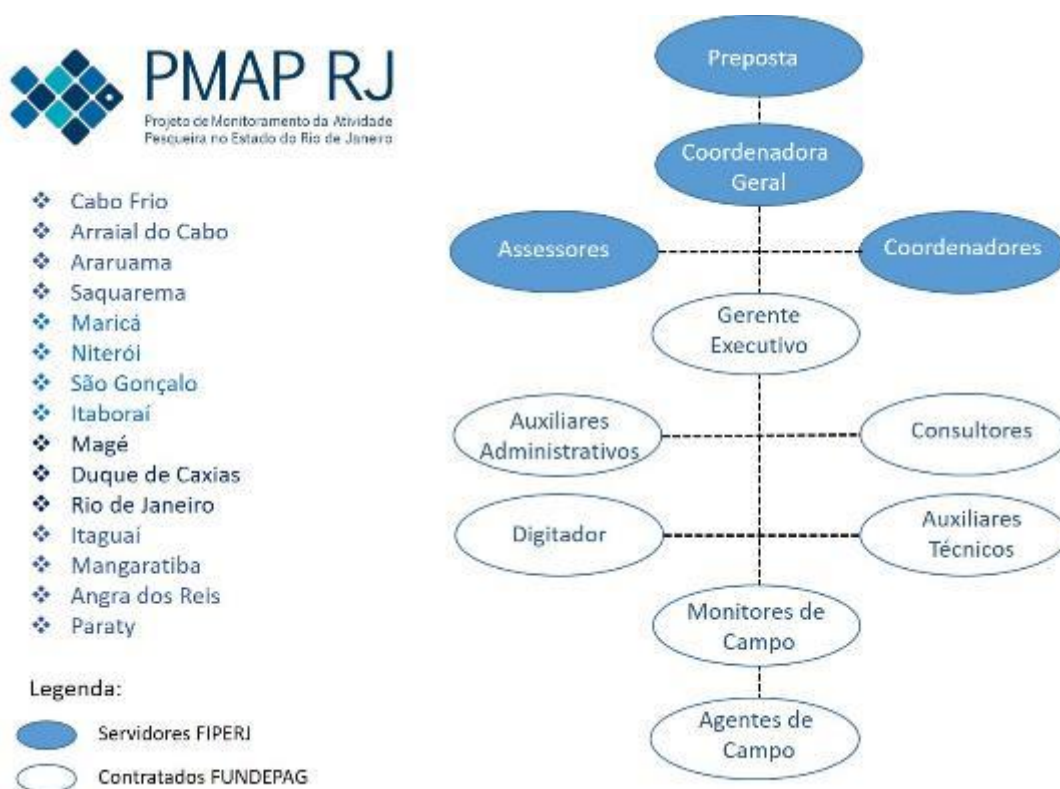 PMAP RJ
Projeto de Monitoramento da Atividade
Pesqueira no Estado do Rio de Janeiro
Cabo Frio
Arraial do Cabo
Araruama
Saquarema
Maricá
Niterói
São Gonçalo
Itaboraí
Magé
Duque de Caxias
Rio de Janeiro
Itaguaí
Mangaratiba
Angra dos Reis
Paraty
Legenda:
Servidores FIPERJ
Contratados FUNDEPAG
Preposta
Coordenadora
Geral
Assessores
Coordenadores
Gerente
Executivo
Auxiliares
Administrativos
Consultores
Digitador
Auxiliares
Técnicos
Monitores de
Campo
Agentes de
Campo